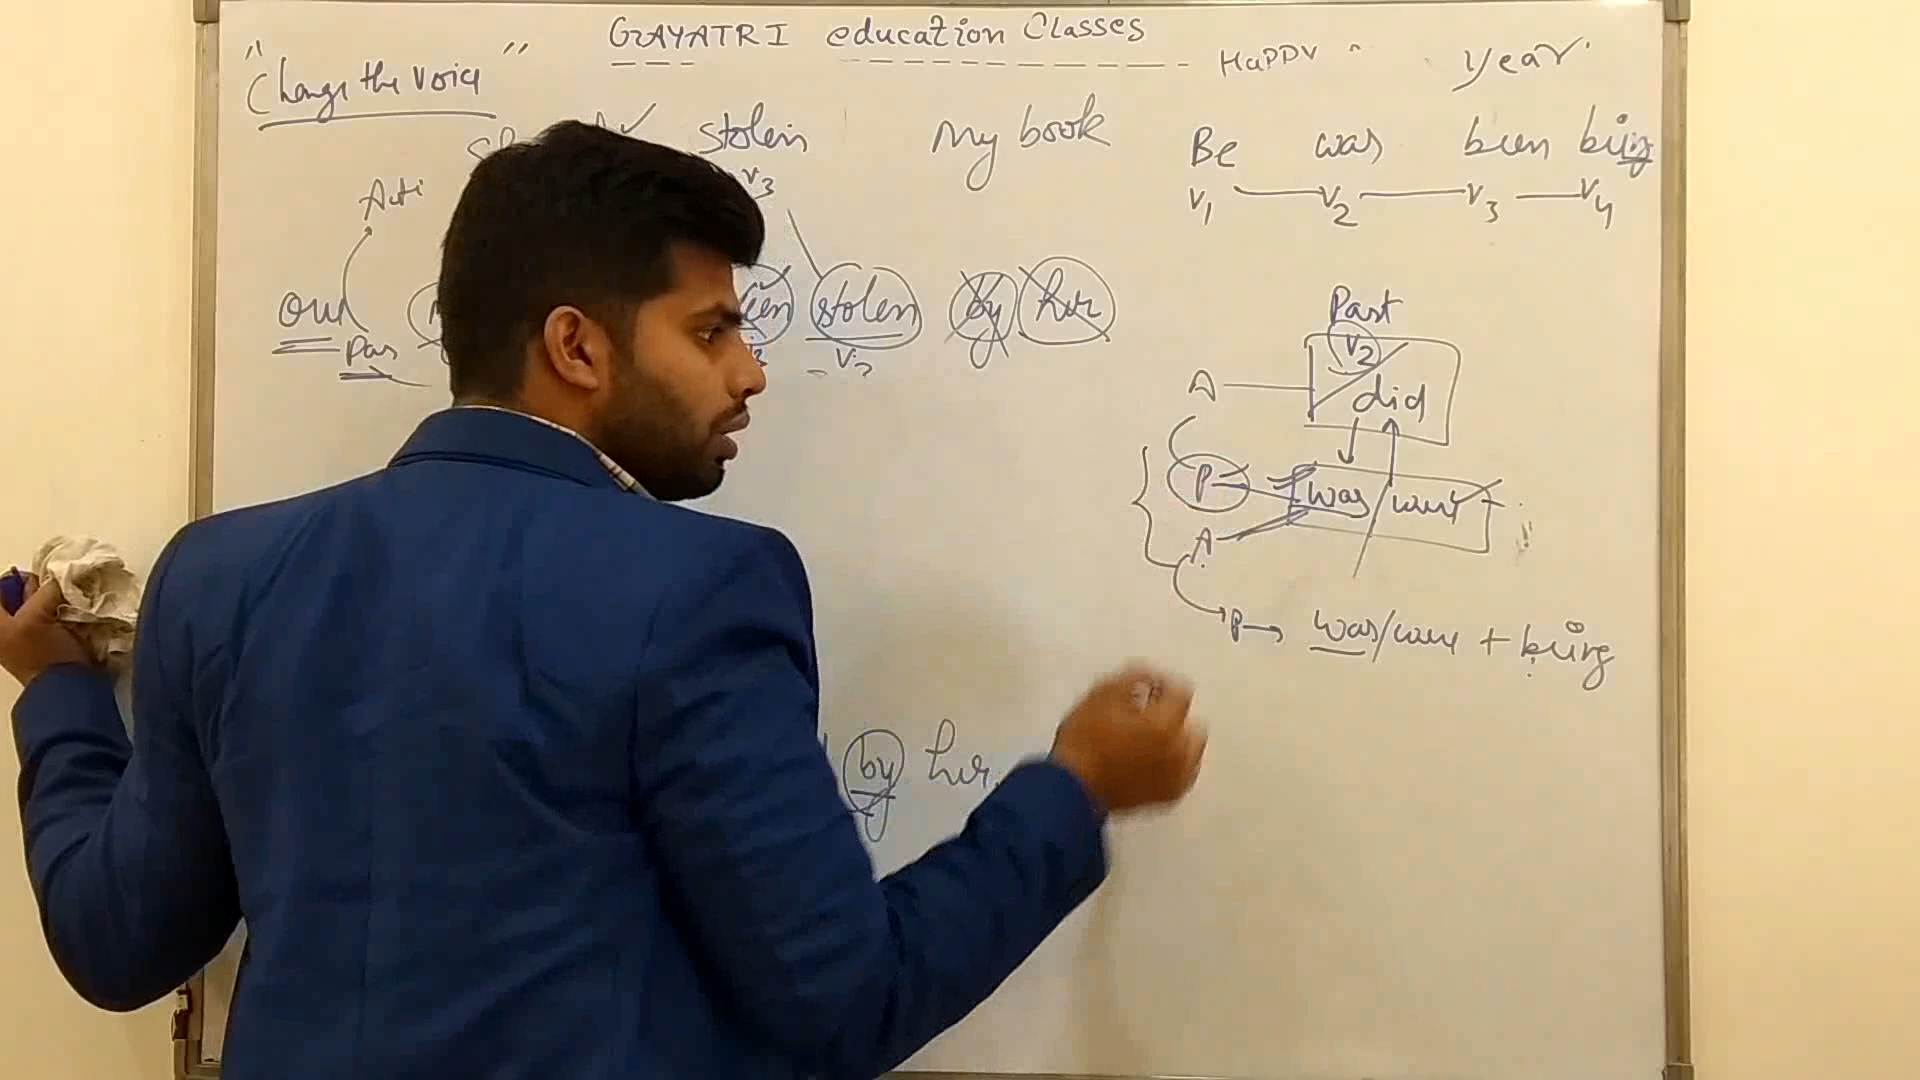 GAYATRI education Classes
"Change the voice"
HaPPY
year
stolen
My book
Be was been being
V3
V1 V2 V3 V4
Acti
our
stolen by her
Pas
V3
Past
V2
A
did
P
was/were
A
P → was/were + being
by her.